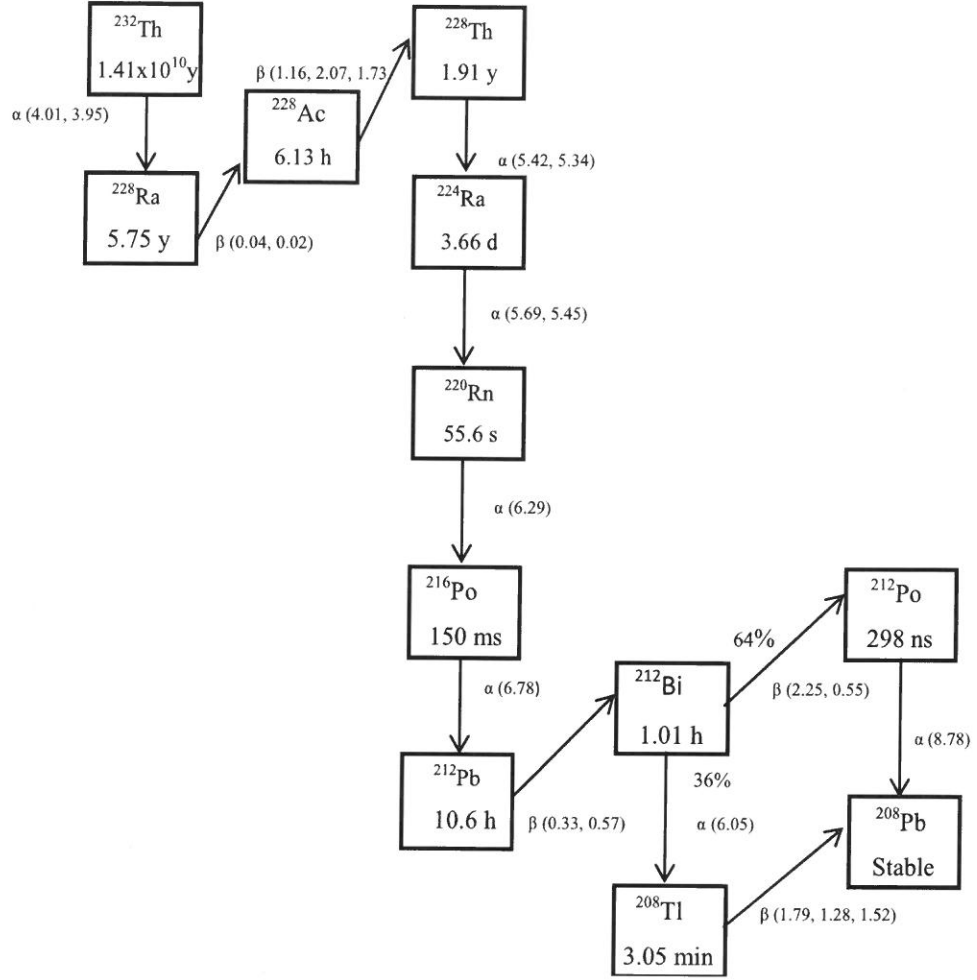 ²³²Th
1.41x10¹⁰y
α (4.01, 3.95)
²²⁸Ra
5.75 y
β (0.04, 0.02)
²²⁸Ac
6.13 h
β (1.16, 2.07, 1.73
²²⁸Th
1.91 y
α (5.42, 5.34)
²²⁴Ra
3.66 d
α (5.69, 5.45)
²²⁰Rn
55.6 s
α (6.29)
²¹⁶Po
150 ms
α (6.78)
²¹²Pb
10.6 h
β (0.33, 0.57)
²¹²Bi
1.01 h
64%
β (2.25, 0.55)
²¹²Po
298 ns
α (8.78)
36%
α (6.05)
²⁰⁸Tl
3.05 min
β (1.79, 1.28, 1.52)
²⁰⁸Pb
Stable